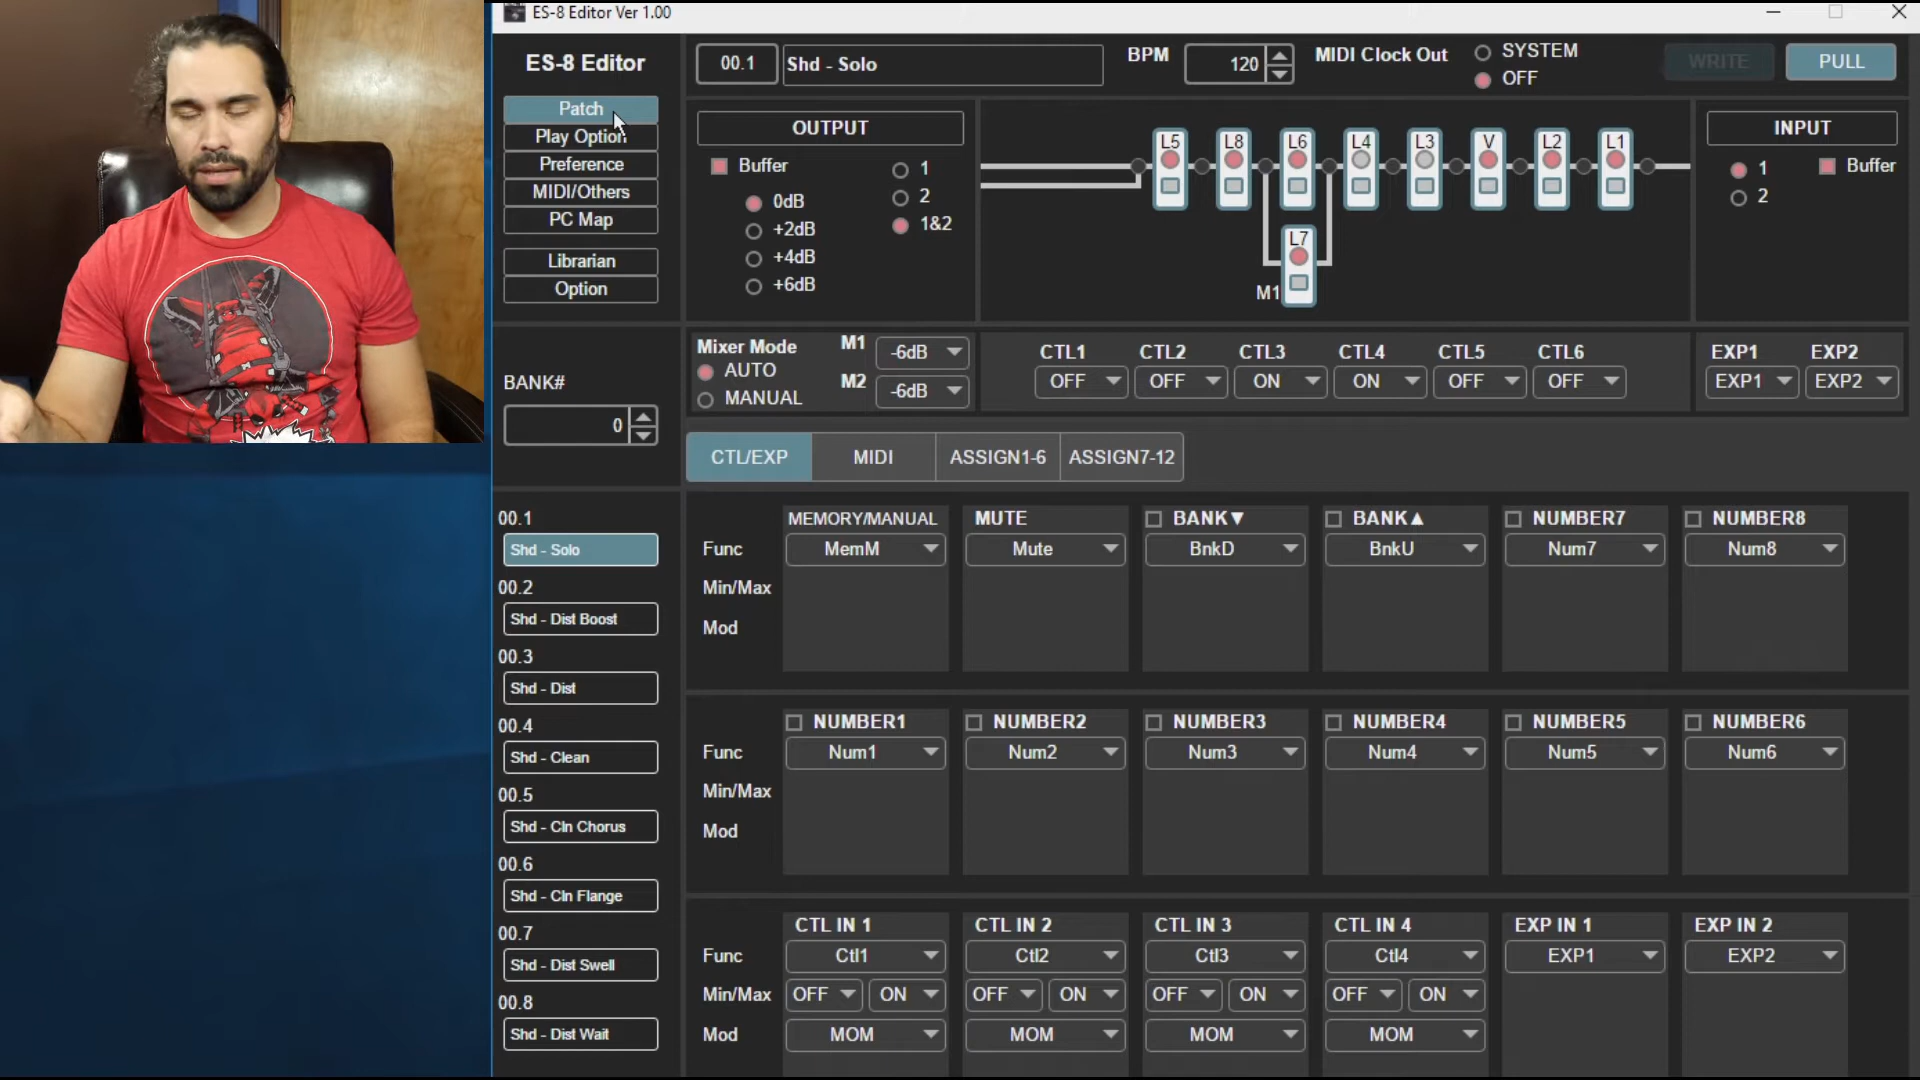 ES-8 Editor Ver 1.00
ES-8 Editor
Patch
Play Option
Preference
MIDI/Others
PC Map
Librarian
Option
BANK#
0
00.1
Shd - Solo
00.2
Shd - Dist Boost
00.3
Shd - Dist
00.4
Shd - Clean
00.5
Shd - Cln Chorus
00.6
Shd - Cln Flange
00.7
Shd - Dist Swell
00.8
Shd - Dist Wait
00.1 Shd - Solo BPM 120 MIDI Clock Out SYSTEM OFF WRITE PULL
OUTPUT
Buffer 1
0dB 2
+2dB 1&2
+4dB
+6dB
L5 L8 L6 L4 L3 V L2 L1
L7
M1
INPUT
1 Buffer
2
Mixer Mode M1 -6dB
AUTO
M2 -6dB
MANUAL
CTL1 CTL2 CTL3 CTL4 CTL5 CTL6
OFF OFF ON ON OFF OFF
EXP1 EXP2
EXP1 EXP2
CTL/EXP MIDI ASSIGN1-6 ASSIGN7-12
MEMORY/MANUAL MUTE BANK▼ BANK▲ NUMBER7 NUMBER8
Func MemM Mute BnkD BnkU Num7 Num8
Min/Max
Mod
NUMBER1 NUMBER2 NUMBER3 NUMBER4 NUMBER5 NUMBER6
Func Num1 Num2 Num3 Num4 Num5 Num6
Min/Max
Mod
CTL IN 1 CTL IN 2 CTL IN 3 CTL IN 4 EXP IN 1 EXP IN 2
Func Ctl1 Ctl2 Ctl3 Ctl4 EXP1 EXP2
Min/Max OFF ON OFF ON OFF ON OFF ON
Mod MOM MOM MOM MOM